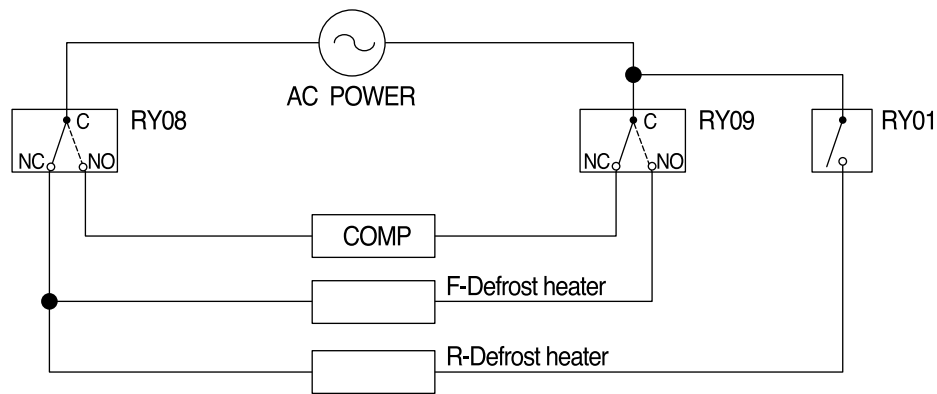 AC POWER
C
RY08
NC
NO
C
RY09
NC
NO
RY01
COMP
F-Defrost heater
R-Defrost heater